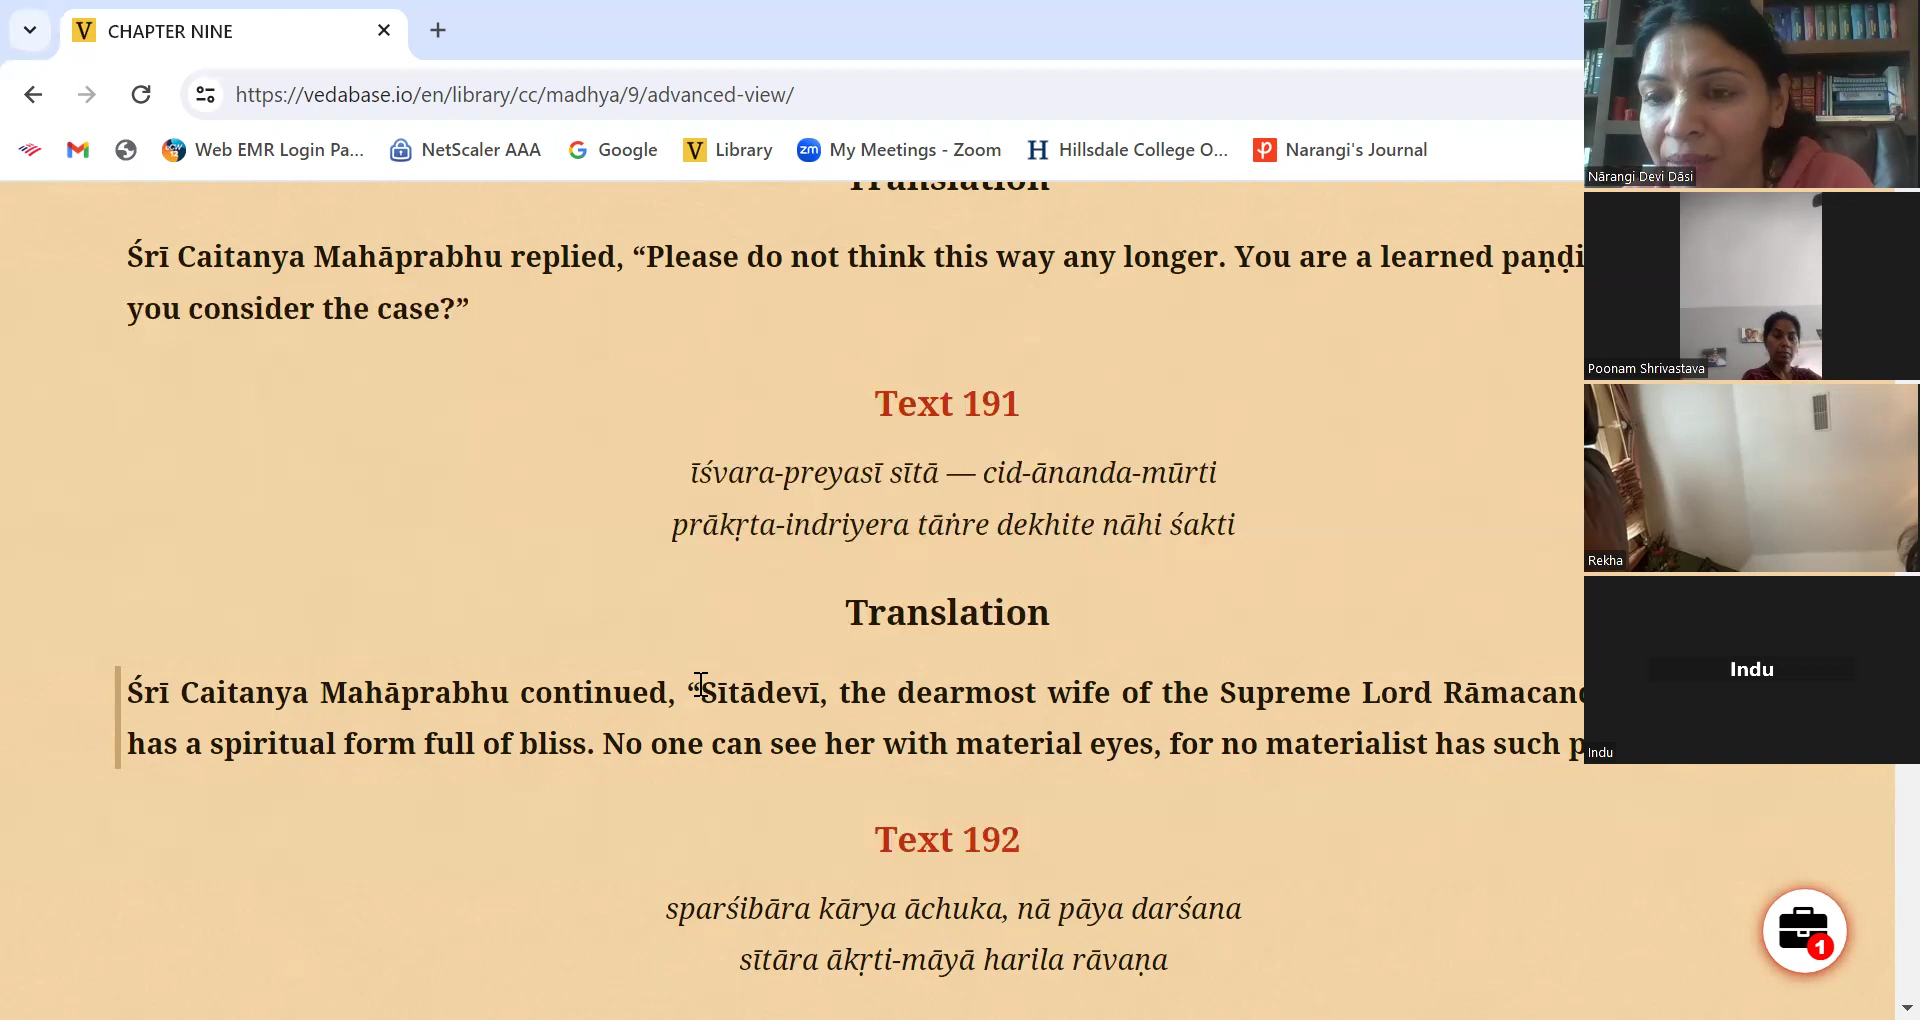 CHAPTER NINE
https://vedabase.io/en/library/cc/madhya/9/advanced-view/
Web EMR Login Pa... NetScaler AAA Google Library My Meetings - Zoom Hillsdale College O... Narangi's Journal
Translation
Śrī Caitanya Mahāprabhu replied, “Please do not think this way any longer. You are a learned paṇḍi
you consider the case?”
Text 191
īśvara-preyasī sītā — cid-ānanda-mūrti
prākṛta-indriyera tāṅre dekhite nāhi śakti
Translation
Śrī Caitanya Mahāprabhu continued, “Sītādevī, the dearmost wife of the Supreme Lord Rāmacand
has a spiritual form full of bliss. No one can see her with material eyes, for no materialist has such p
Text 192
sparśibāra kārya āchuka, nā pāya darśana
sītāra ākṛti-māyā harila rāvaṇa
1
Nārangi Devi Dāsi
Poonam Shrivastava
Rekha
Indu
Indu